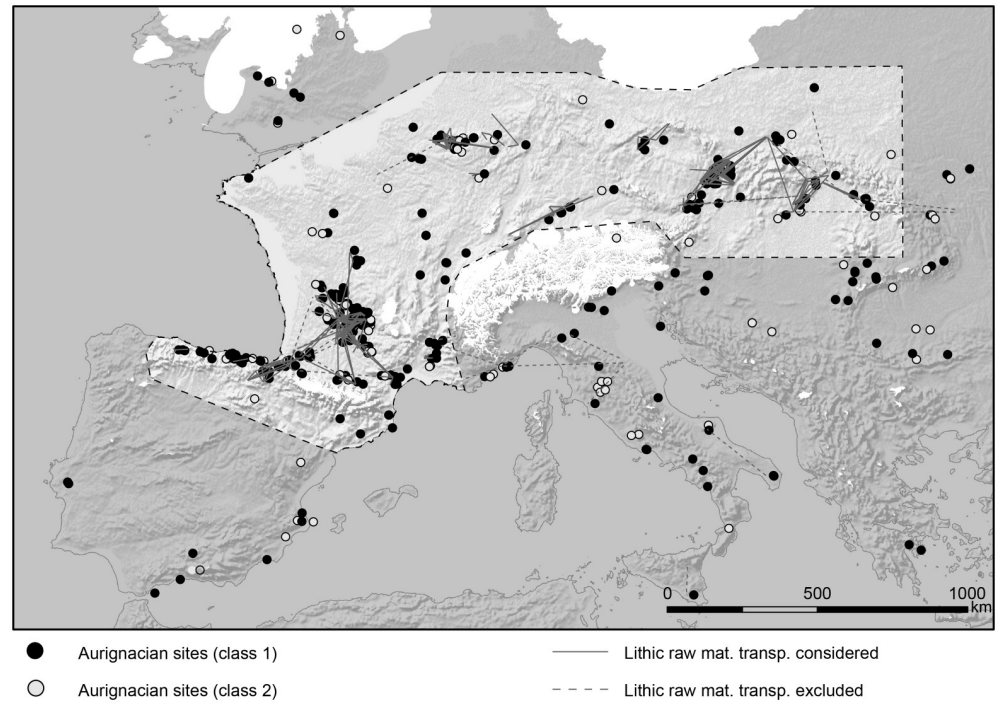 0 500 1000
km
Aurignacian sites (class 1)
Lithic raw mat. transp. considered
Aurignacian sites (class 2)
Lithic raw mat. transp. excluded